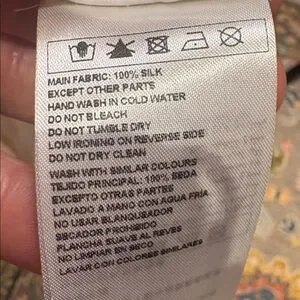 MAIN FABRIC: 100% SILK
EXCEPT OTHER PARTS
HAND WASH IN COLD WATER
DO NOT BLEACH
DO NOT TUMBLE DRY
LOW IRONING ON REVERSE SIDE
DO NOT DRY CLEAN
WASH WITH SIMILAR COLOURS
TEJIDO PRINCIPAL: 100% SEDA
EXCEPTO OTRAS PARTES
LAVADO A MANO CON AGUA FRIA
NO USAR BLANQUEADOR
SECADOR PROHIBIDO
PLANCHA SUAVE AL REVES
NO LIMPIAR EN SECO
LAVAR CON COLORES SIMILARES